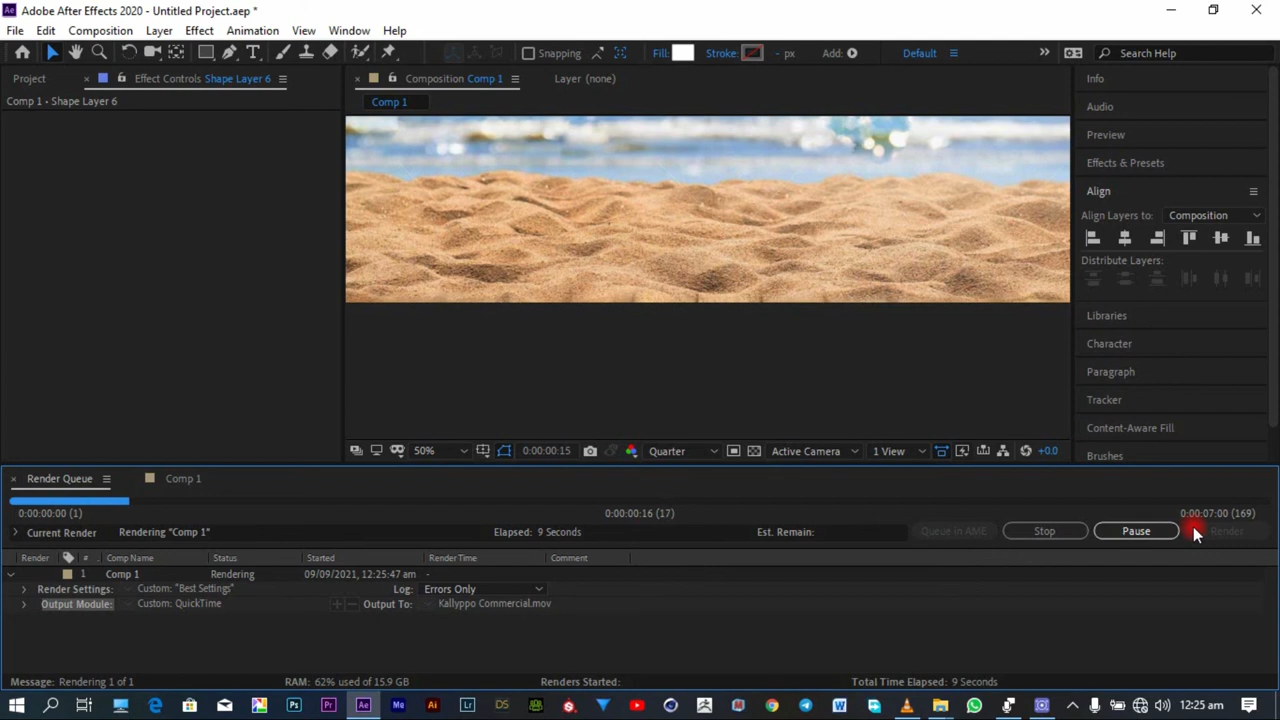 Ae Adobe After Effects 2020 - Untitled Project.aep *
File Edit Composition Layer Effect Animation View Window Help
Snapping Fill: Stroke: - px Add: Default Search Help
Project Effect Controls Shape Layer 6 Composition Comp 1 Layer (none) Info
Comp 1 • Shape Layer 6
Comp 1
Audio
Preview
Effects & Presets
Align
Align Layers to: Composition
Distribute Layers:
Libraries
Character
Paragraph
Tracker
Content-Aware Fill
Brushes
50% 0:00:00:15 Quarter Active Camera 1 View +0.0
Render Queue Comp 1
0:00:00:00 (1) 0:00:00:16 (17) 0:00:07:00 (169)
Current Render Rendering "Comp 1" Elapsed: 9 Seconds Est. Remain: Queue in AME Stop Pause Render
Render # Comp Name Status Started Render Time Comment
1 Comp 1 Rendering 09/09/2021, 12:25:47 am -
Render Settings: Custom: "Best Settings" Log: Errors Only
Output Module: Custom: QuickTime Output To: Kallyppo Commercial.mov
Message: Rendering 1 of 1 RAM: 62% used of 15.9 GB Renders Started: Total Time Elapsed: 9 Seconds
Ps Pr Ae Me Ai Lr DS W 12:25 am